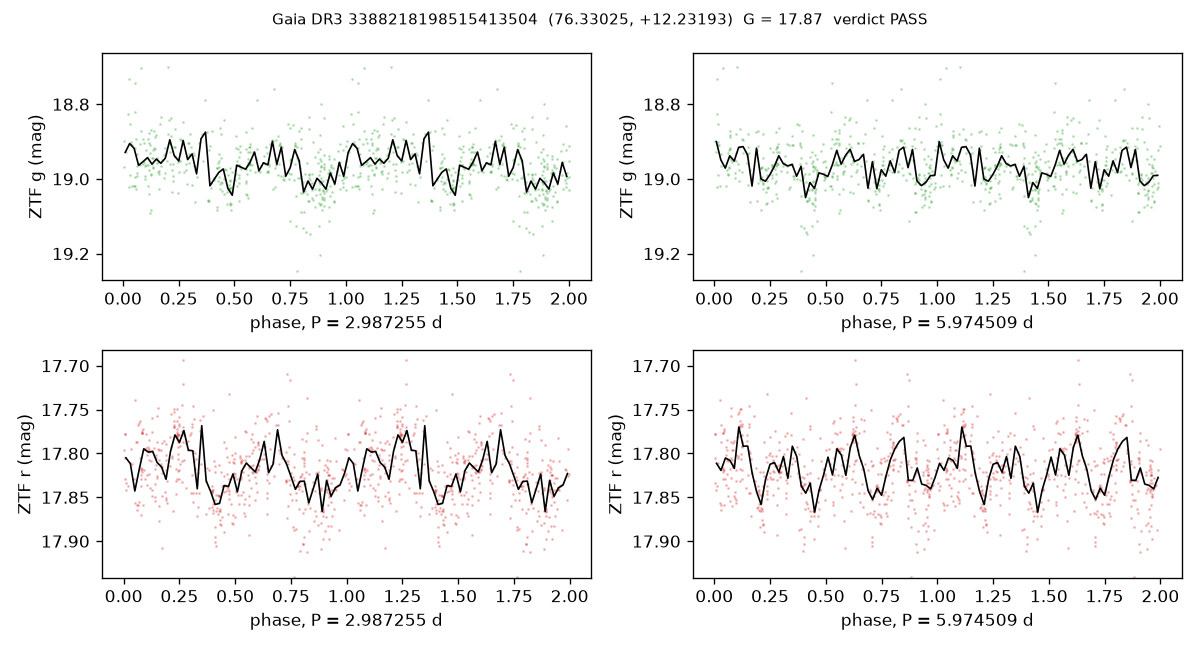 Gaia DR3 3388218198515413504 (76.33025, +12.23193) G = 17.87 verdict PASS
ZTF g (mag)
18.8
19.0
19.2
0.00 0.25 0.50 0.75 1.00 1.25 1.50 1.75 2.00
phase, P = 2.987255 d
ZTF g (mag)
18.8
19.0
19.2
0.00 0.25 0.50 0.75 1.00 1.25 1.50 1.75 2.00
phase, P = 5.974509 d
ZTF r (mag)
17.70
17.75
17.80
17.85
17.90
0.00 0.25 0.50 0.75 1.00 1.25 1.50 1.75 2.00
phase, P = 2.987255 d
ZTF r (mag)
17.70
17.75
17.80
17.85
17.90
0.00 0.25 0.50 0.75 1.00 1.25 1.50 1.75 2.00
phase, P = 5.974509 d